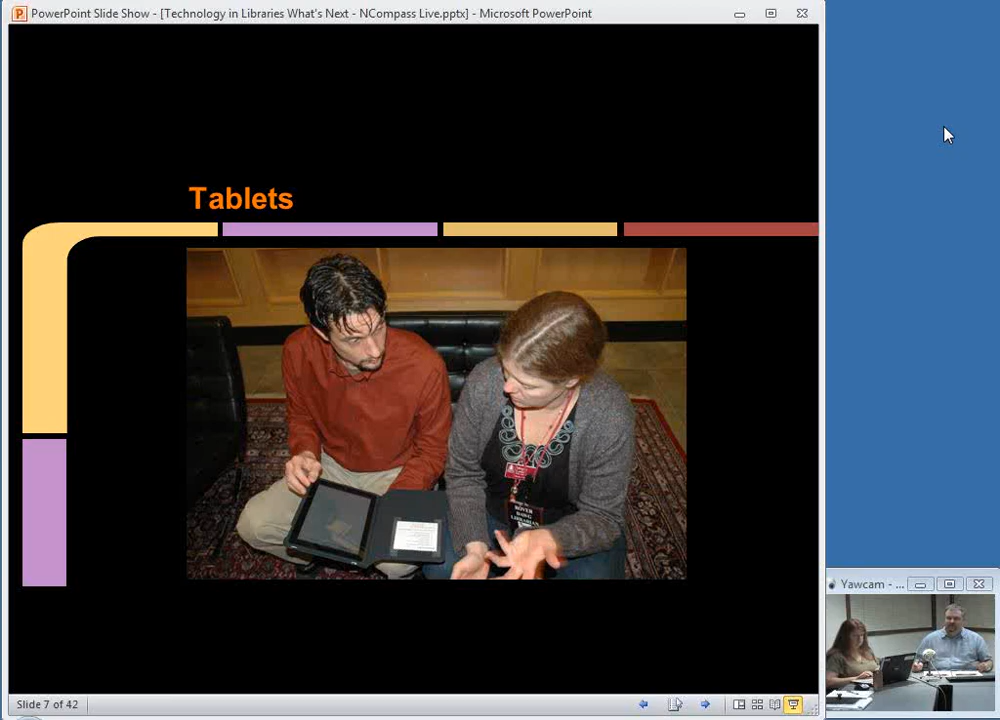 PowerPoint Slide Show - [Technology in Libraries What's Next - NCompass Live.pptx] - Microsoft PowerPoint
Tablets
LIBRARIAN
Slide 7 of 42
Yawcam - ...